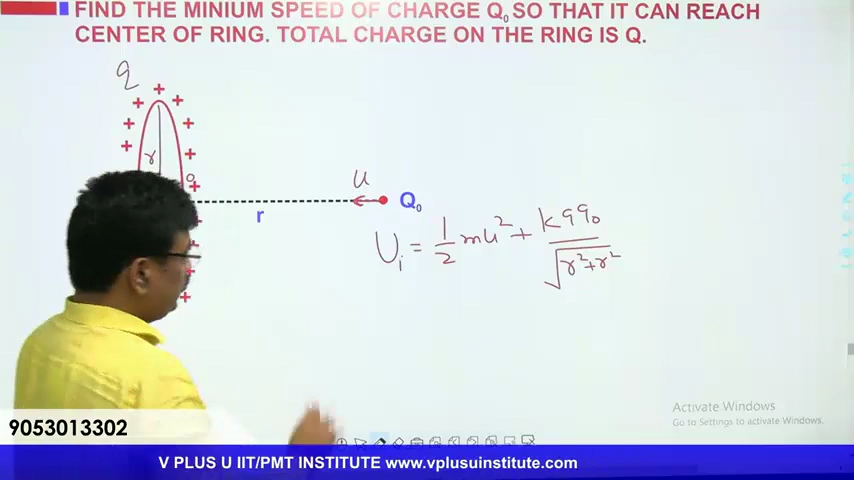 FIND THE MINIUM SPEED OF CHARGE Q₀ SO THAT IT CAN REACH
CENTER OF RING. TOTAL CHARGE ON THE RING IS Q.
q
r
u
Q₀
r
Uᵢ = 1/2 mu² + kqq₀/√(r²+r²)
Activate Windows
Go to Settings to activate Windows.
9053013302
V PLUS U IIT/PMT INSTITUTE www.vplusuinstitute.com